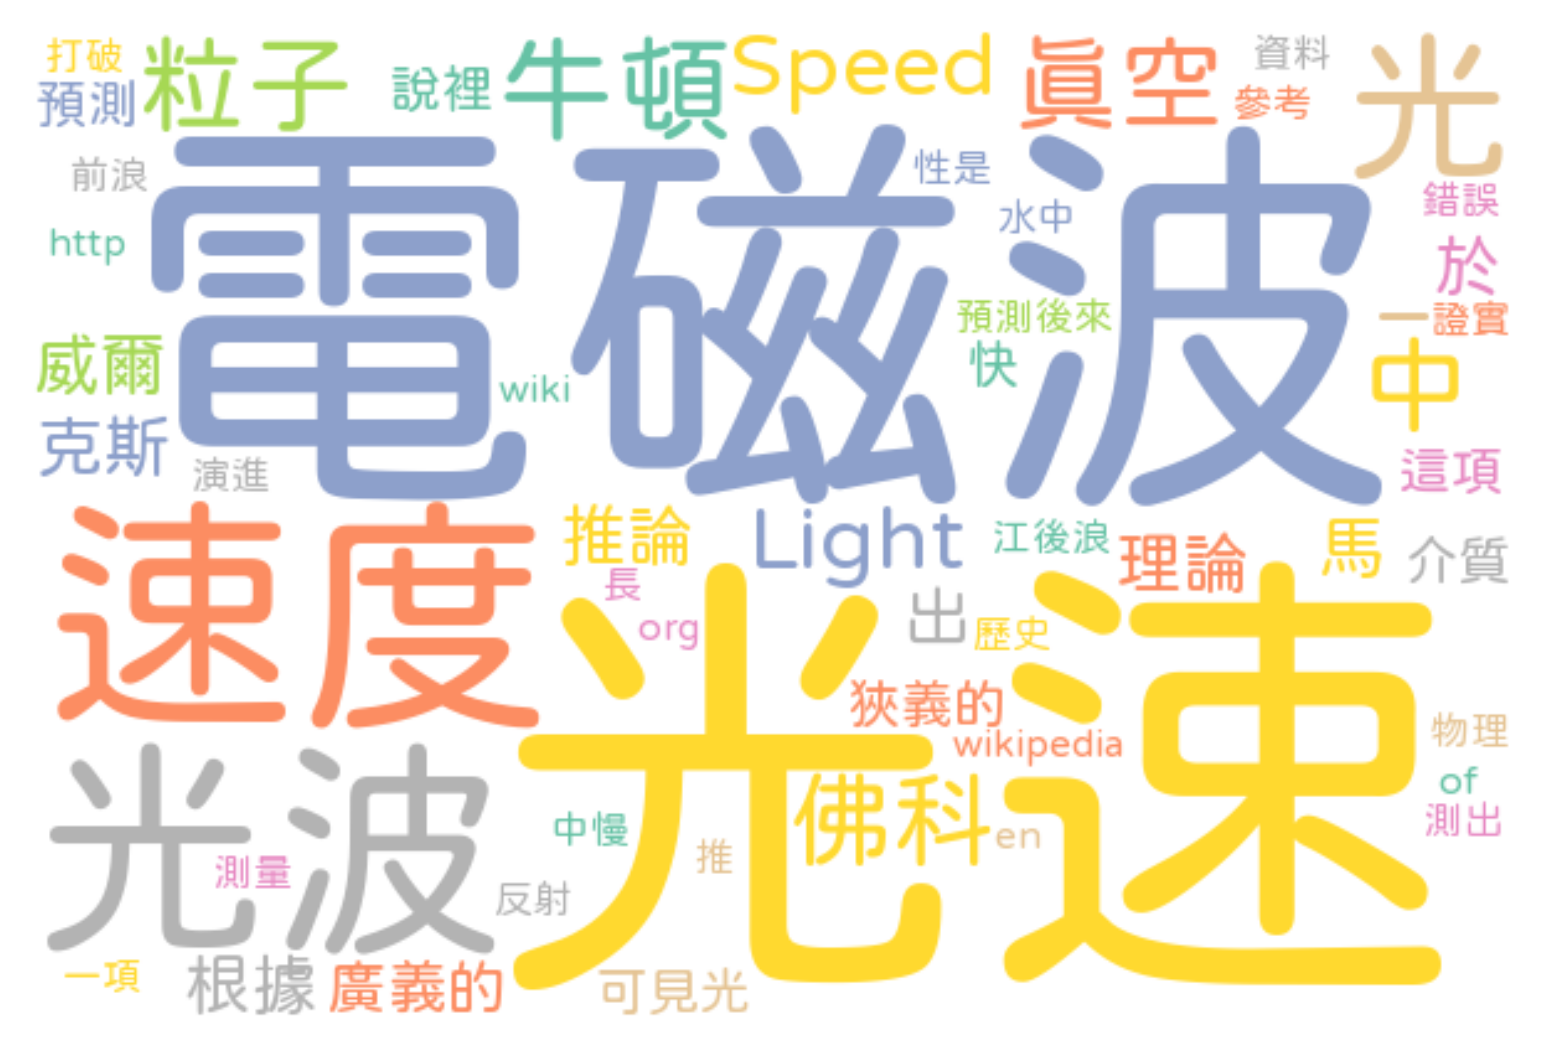 打破
粒子
說裡
牛頓
Speed
眞空
資料
光
預測
參考
前浪
電磁波
性是
水中
錯誤
http
於
預測後來
一
證實
威爾
wiki
快
中
克斯
演進
這項
速度
推論
Light
江後浪
理論
馬
介質
長
org
出
歷史
光速
狹義的
wikipedia
物理
光波
佛科
en
of
中慢
測出
測量
推
反射
一項
根據
廣義的
可見光